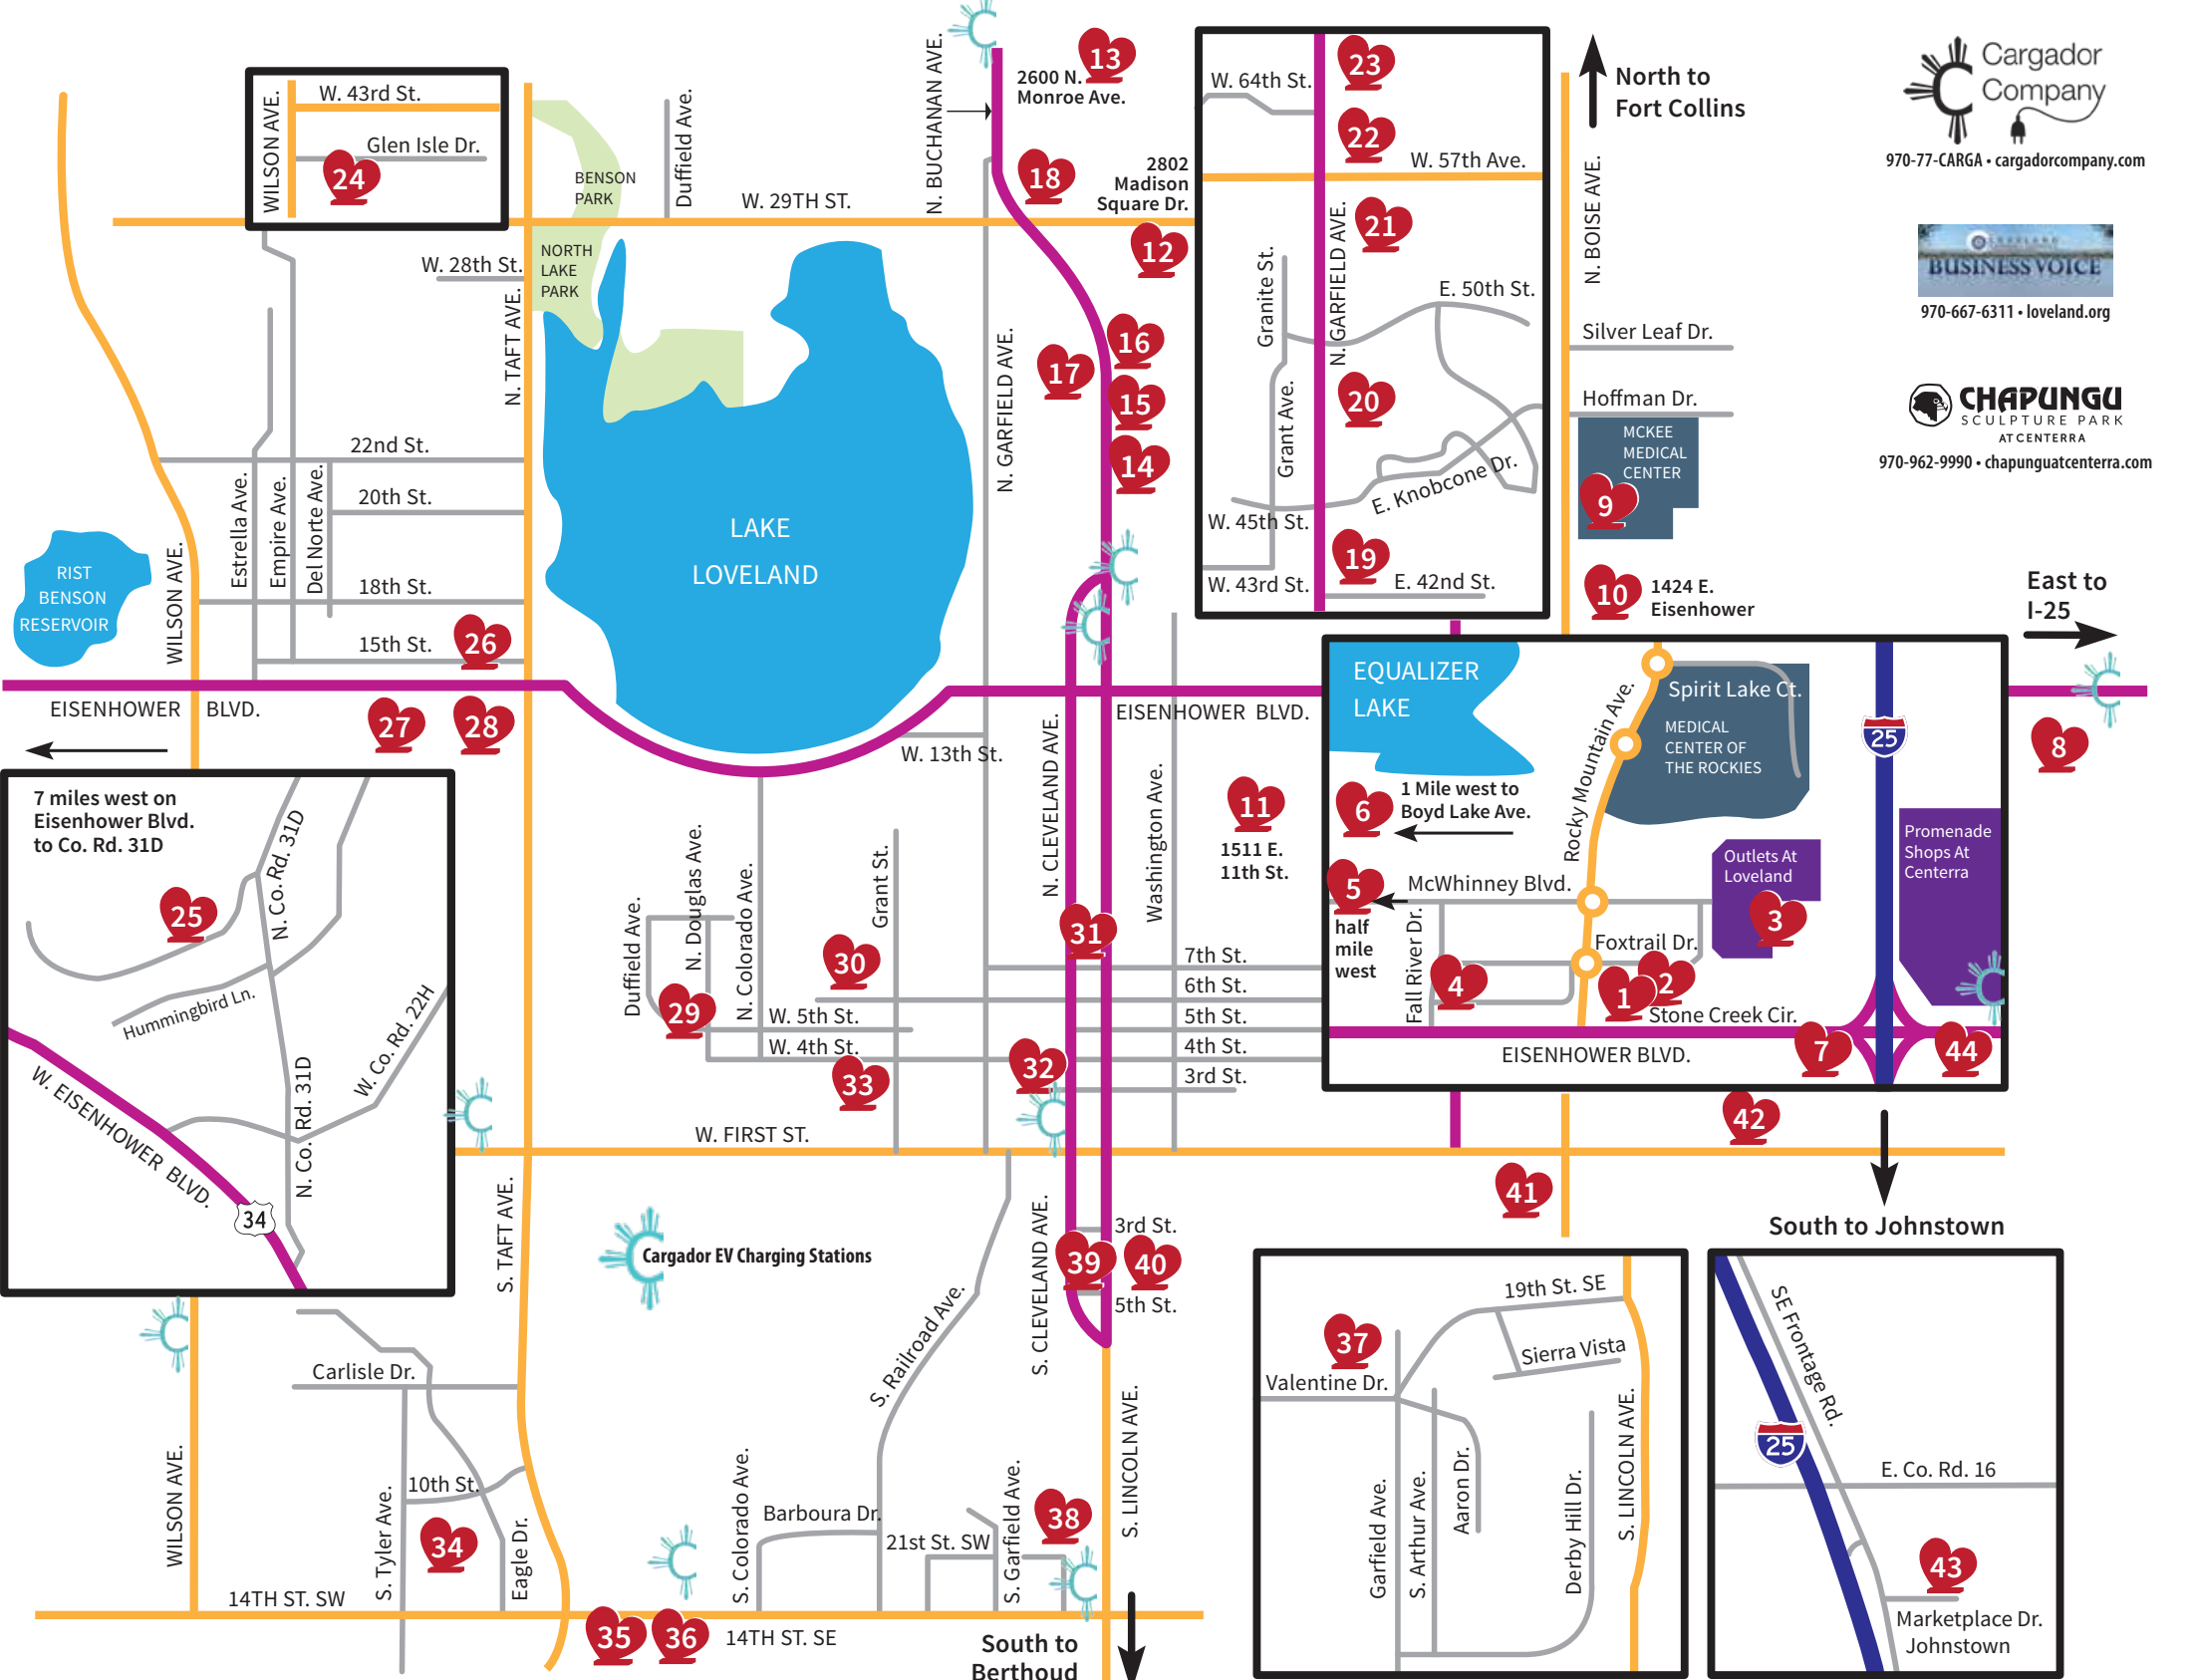 WILSON AVE.
W. 43rd St.
Glen Isle Dr.
24
BENSON
PARK
Duffield Ave.
W. 29TH ST.
N. BUCHANAN AVE.
2600 N.
Monroe Ave.
13
18
2802
Madison
Square Dr.
12
W. 64th St.
23
22
W. 57th Ave.
21
N. GARFIELD AVE.
Granite St.
E. 50th St.
20
Grant Ave.
E. Knobcone Dr.
W. 45th St.
19
W. 43rd St.
E. 42nd St.
North to
Fort Collins
N. BOISE AVE.
Silver Leaf Dr.
Hoffman Dr.
MCKEE
MEDICAL
CENTER
9
10
1424 E.
Eisenhower
East to
I-25
Cargador
Company
970-77-CARGA • cargadorcompany.com
LOVELAND
BUSINESS VOICE
970-667-6311 • loveland.org
CHAPUNGU
SCULPTURE PARK
AT CENTERRA
970-962-9990 • chapunguatcenterra.com
NORTH
LAKE
PARK
W. 28th St.
N. TAFT AVE.
22nd St.
20th St.
18th St.
15th St.
Estrella Ave.
Empire Ave.
Del Norte Ave.
WILSON AVE.
RIST
BENSON
RESERVOIR
26
LAKE
LOVELAND
N. GARFIELD AVE.
16
17
15
14
EISENHOWER BLVD.
27
28
W. 13th St.
EISENHOWER BLVD.
N. CLEVELAND AVE.
Washington Ave.
11
1511 E.
11th St.
EQUALIZER
LAKE
6
1 Mile west to
Boyd Lake Ave.
Rocky Mountain Ave.
Spirit Lake Ct.
MEDICAL
CENTER OF
THE ROCKIES
25
8
5
McWhinney Blvd.
half
mile
west
Fall River Dr.
Outlets At
Loveland
3
Promenade
Shops At
Centerra
Foxtrail Dr.
4
1
2
Stone Creek Cir.
EISENHOWER BLVD.
7
44
7 miles west on
Eisenhower Blvd.
to Co. Rd. 31D
25
N. Co. Rd. 31D
Hummingbird Ln.
W. Co. Rd. 22H
N. Co. Rd. 31D
W. EISENHOWER BLVD.
34
Duffield Ave.
N. Douglas Ave.
N. Colorado Ave.
Grant St.
29
30
31
7th St.
6th St.
W. 5th St.
5th St.
W. 4th St.
4th St.
32
33
3rd St.
W. FIRST ST.
42
41
South to Johnstown
S. TAFT AVE.
Cargador EV Charging Stations
S. Railroad Ave.
S. CLEVELAND AVE.
3rd St.
39
40
5th St.
Carlisle Dr.
WILSON AVE.
S. Tyler Ave.
10th St.
34
Eagle Dr.
14TH ST. SW
35
36
14TH ST. SE
S. Colorado Ave.
Barboura Dr.
21st St. SW
S. Garfield Ave.
38
S. LINCOLN AVE.
South to
Berthoud
37
19th St. SE
Sierra Vista
Valentine Dr.
Garfield Ave.
S. Arthur Ave.
Aaron Dr.
Derby Hill Dr.
S. LINCOLN AVE.
SE Frontage Rd.
25
E. Co. Rd. 16
43
Marketplace Dr.
Johnstown